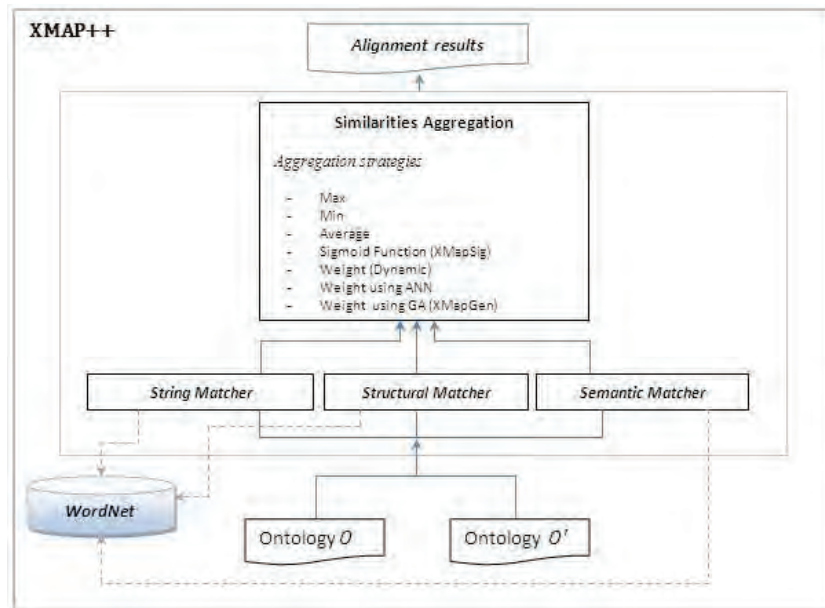 XMAP++
Alignment results
Similarities Aggregation
Aggregation strategies
- Max
- Min
- Average
- Sigmoid Function (XMapSig)
- Weight (Dynamic)
- Weight using ANN
- Weight using GA (XMapGen)
String Matcher
Structural Matcher
Semantic Matcher
WordNet
Ontology O
Ontology O'